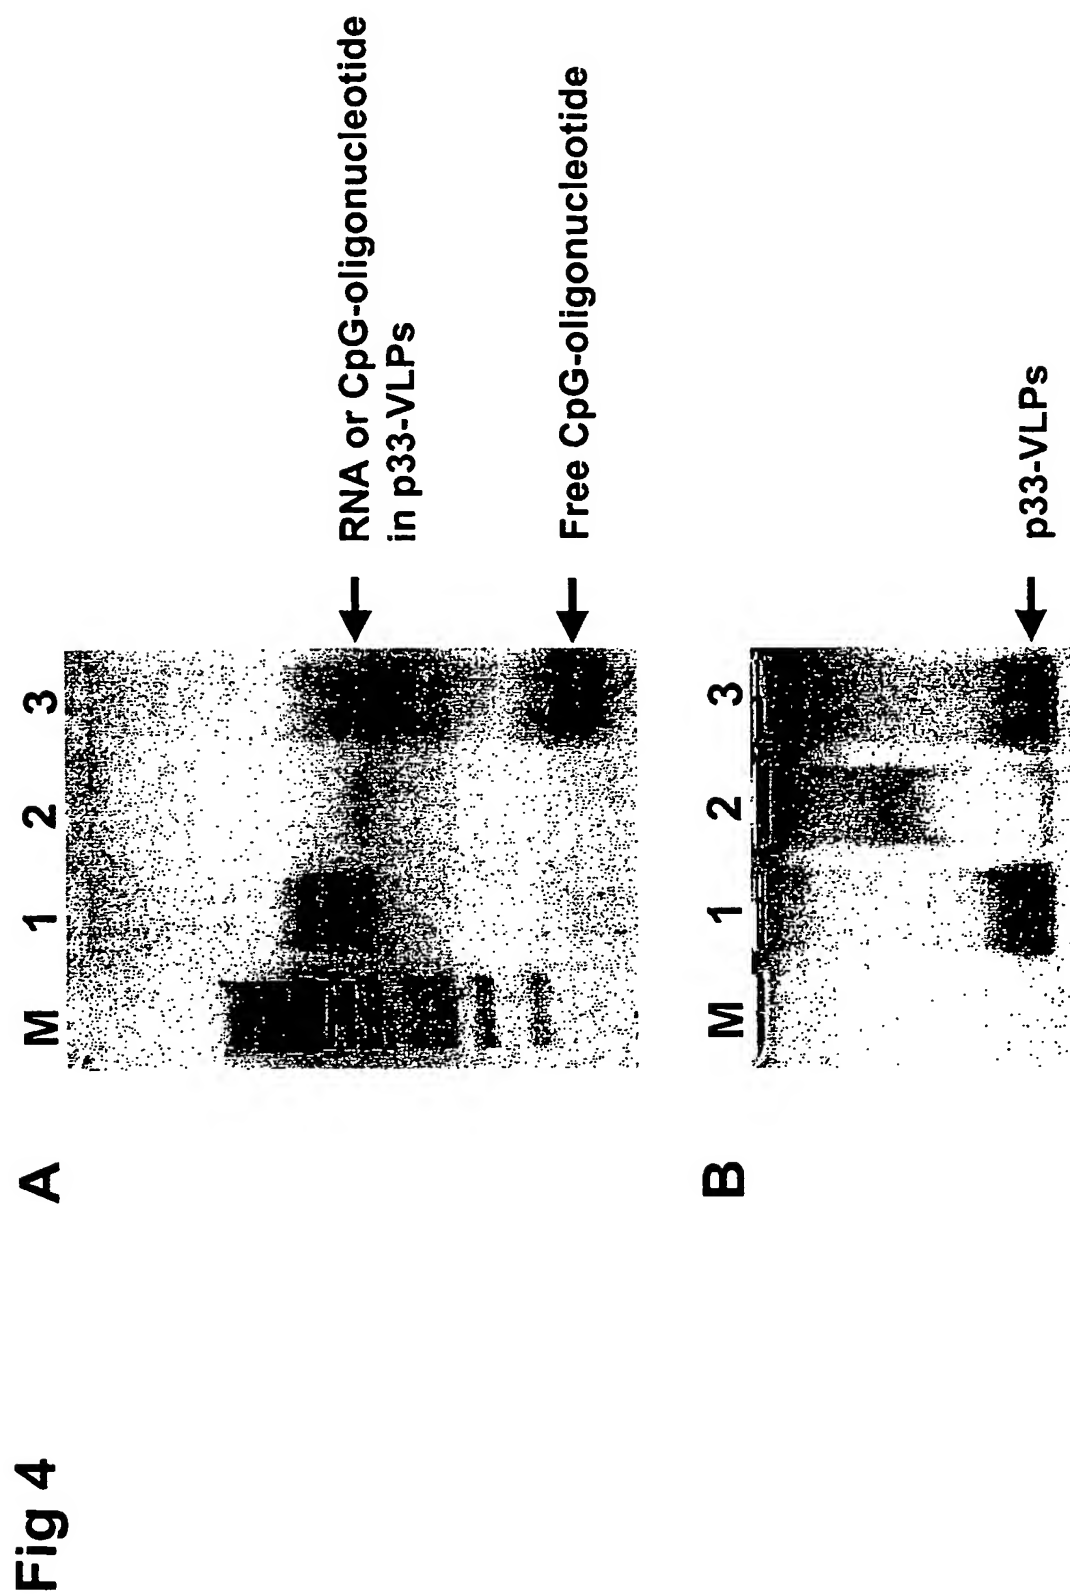 Fig 4
A
M 1 2 3
RNA or CpG-oligonucleotide
in p33-VLPs
Free CpG-oligonucleotide
B
M 1 2 3
p33-VLPs